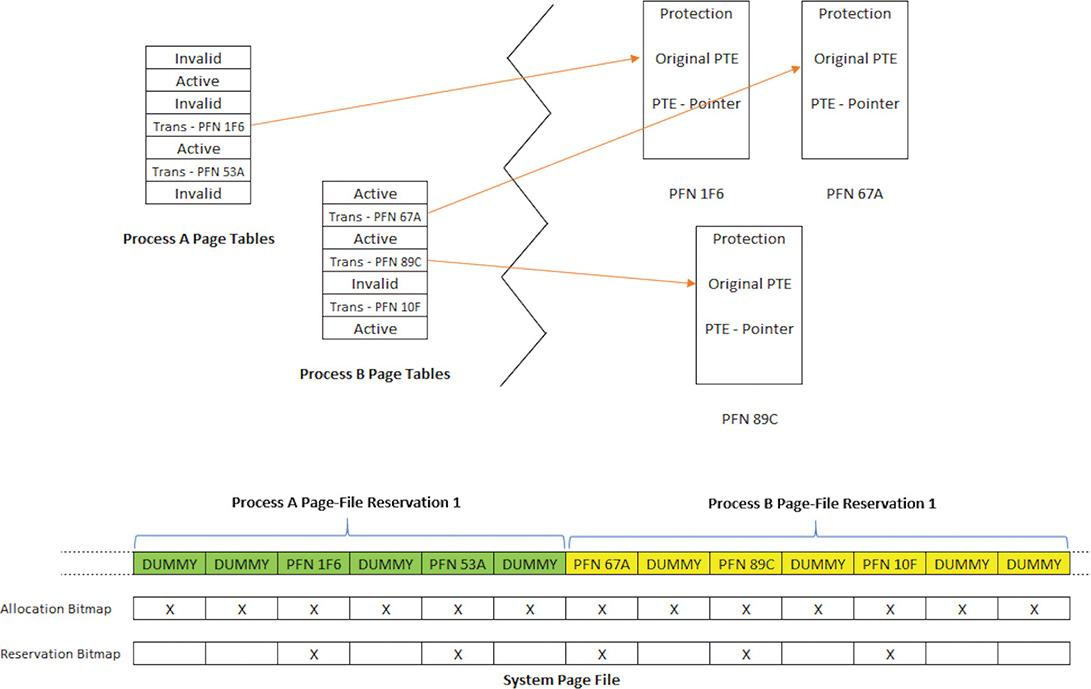 Invalid
Active
Invalid
Trans - PFN 1F6
Active
Trans - PFN 53A
Invalid
Process A Page Tables
Active
Trans - PFN 67A
Active
Trans - PFN 89C
Invalid
Trans - PFN 10F
Active
Process B Page Tables
Protection
Original PTE
PTE - Pointer
PFN 1F6
Protection
Original PTE
PTE - Pointer
PFN 67A
Protection
Original PTE
PTE - Pointer
PFN 89C
Process A Page-File Reservation 1
Process B Page-File Reservation 1
DUMMY DUMMY PFN 1F6 DUMMY PFN 53A DUMMY PFN 67A DUMMY PFN 89C DUMMY PFN 10F DUMMY DUMMY
Allocation Bitmap X X X X X X X X X X X X X
Reservation Bitmap X X X X X
System Page File